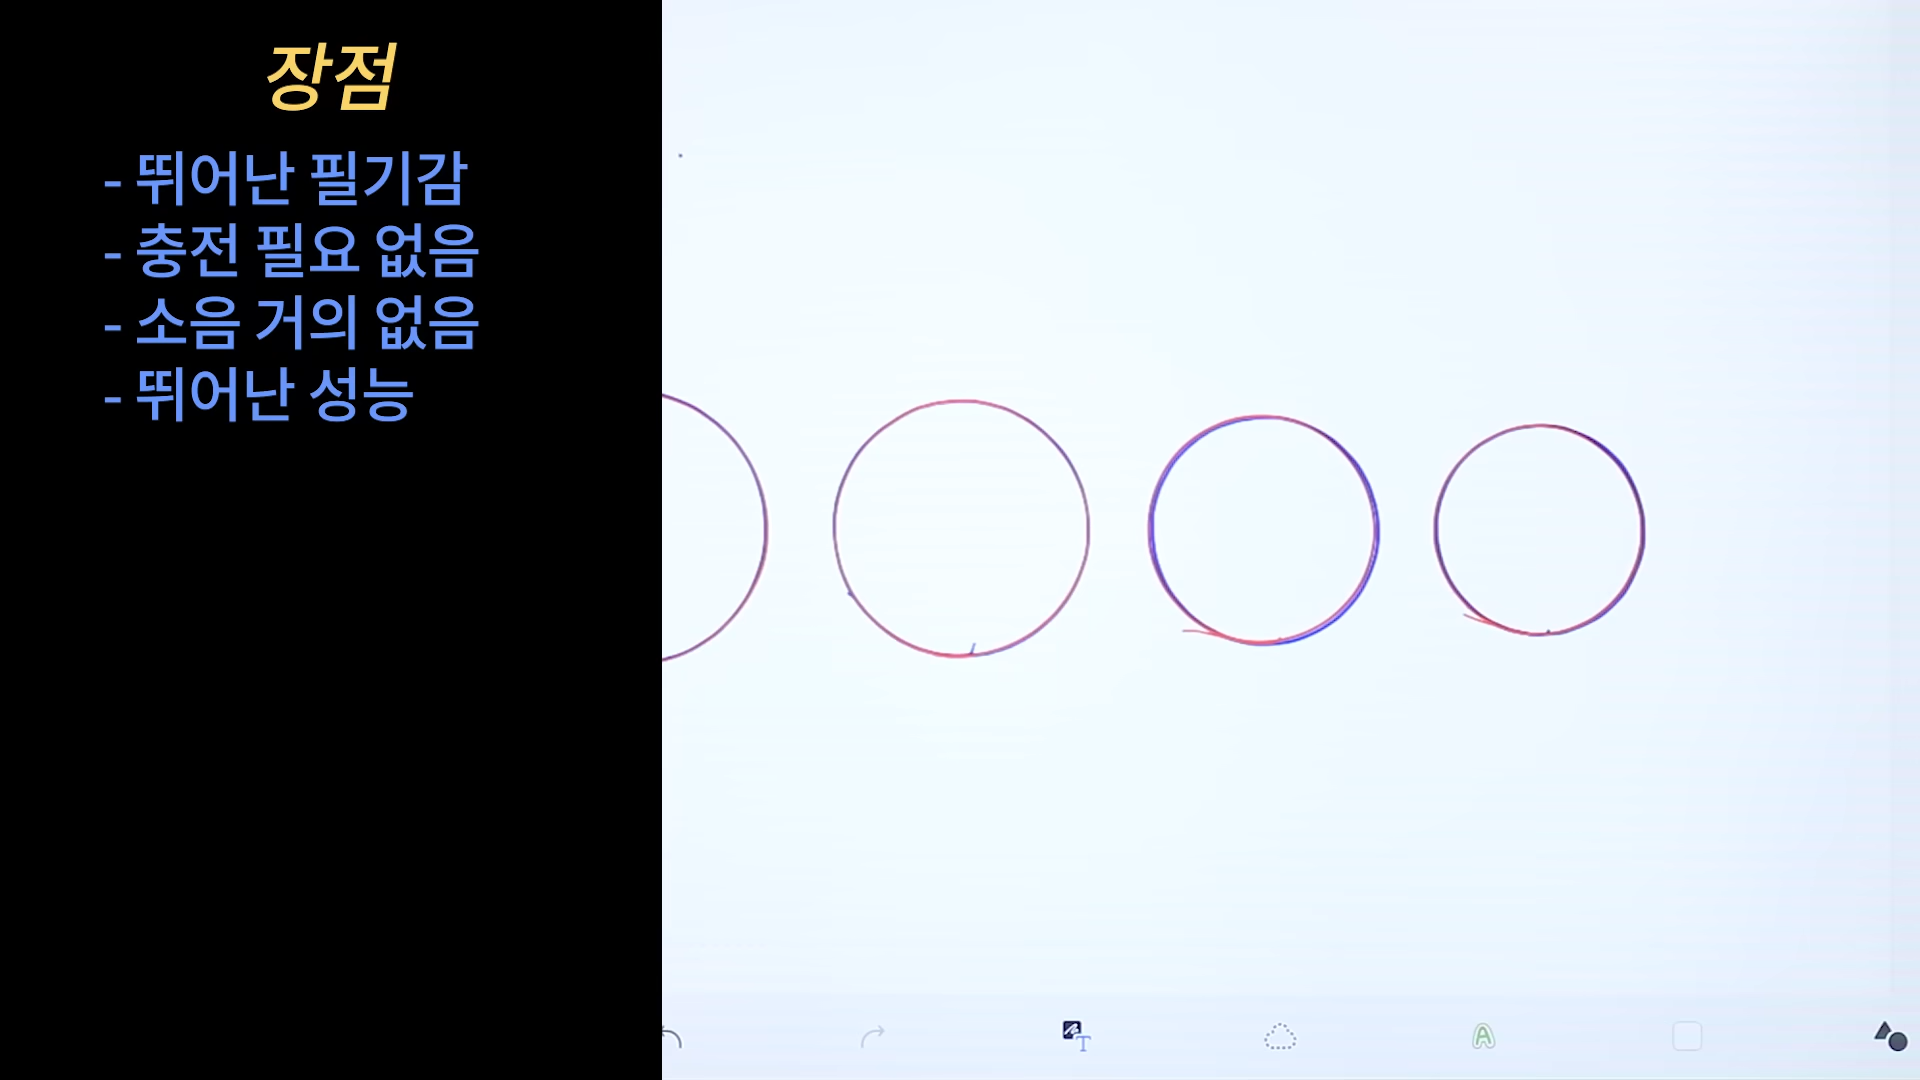 장점
- 뛰어난 필기감
- 충전 필요 없음
- 소음 거의 없음
- 뛰어난 성능
T
A